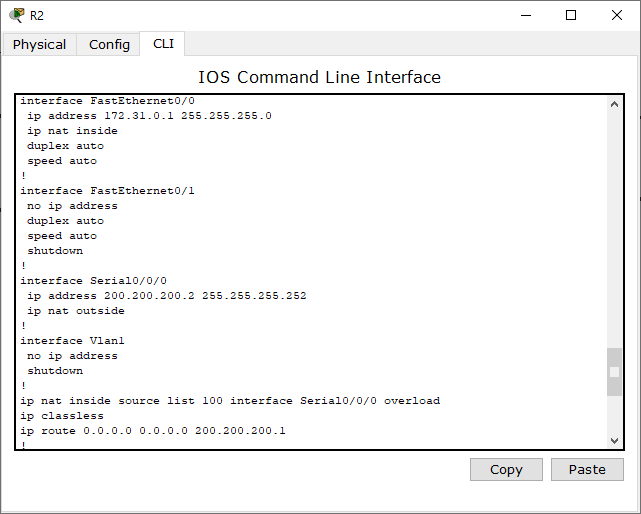 R2
Physical Config CLI
IOS Command Line Interface
interface FastEthernet0/0
 ip address 172.31.0.1 255.255.255.0
 ip nat inside
 duplex auto
 speed auto
!
interface FastEthernet0/1
 no ip address
 duplex auto
 speed auto
 shutdown
!
interface Serial0/0/0
 ip address 200.200.200.2 255.255.255.252
 ip nat outside
!
interface Vlan1
 no ip address
 shutdown
!
ip nat inside source list 100 interface Serial0/0/0 overload
ip classless
ip route 0.0.0.0 0.0.0.0 200.200.200.1
!
Copy Paste